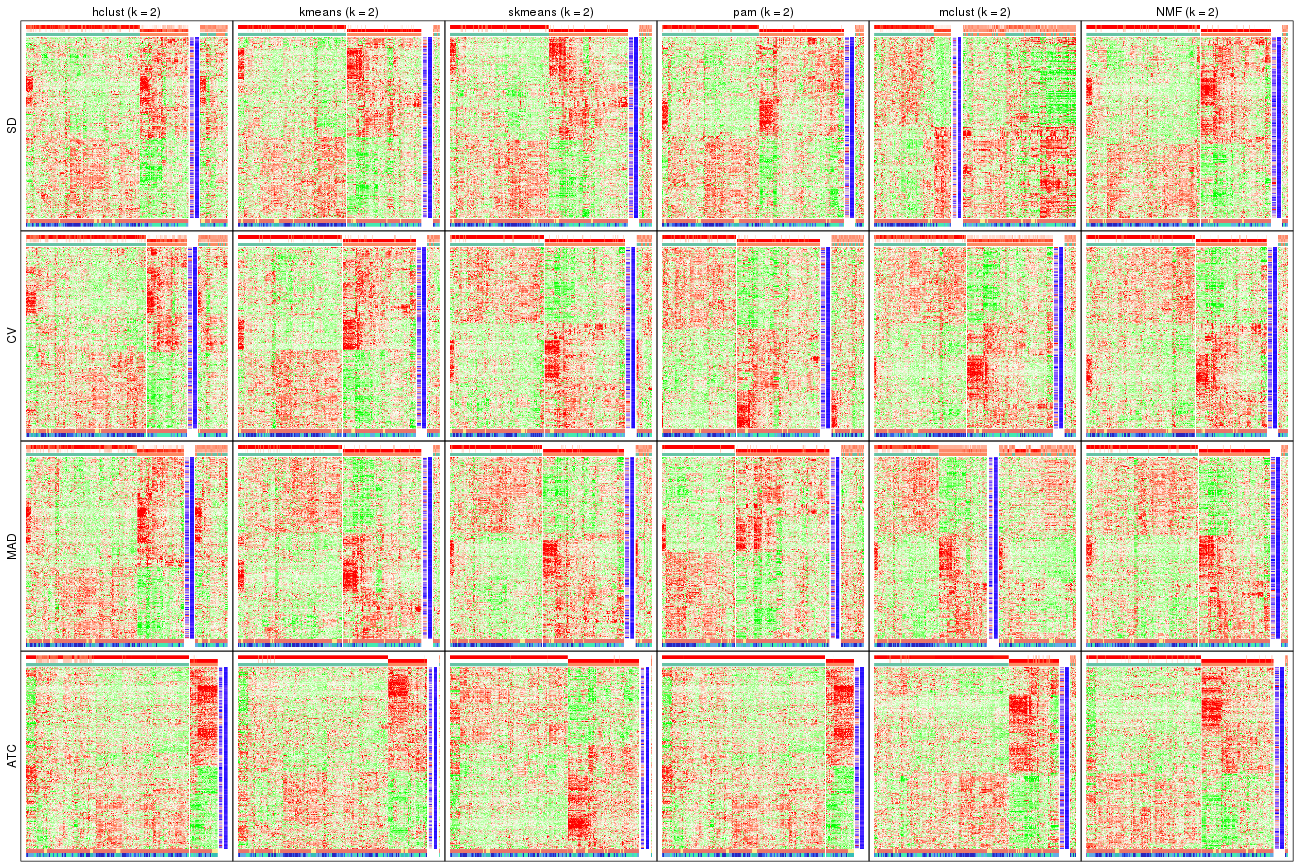 hclust (k = 2) kmeans (k = 2) skmeans (k = 2) pam (k = 2) mclust (k = 2) NMF (k = 2)
SD
CV
MAD
ATC